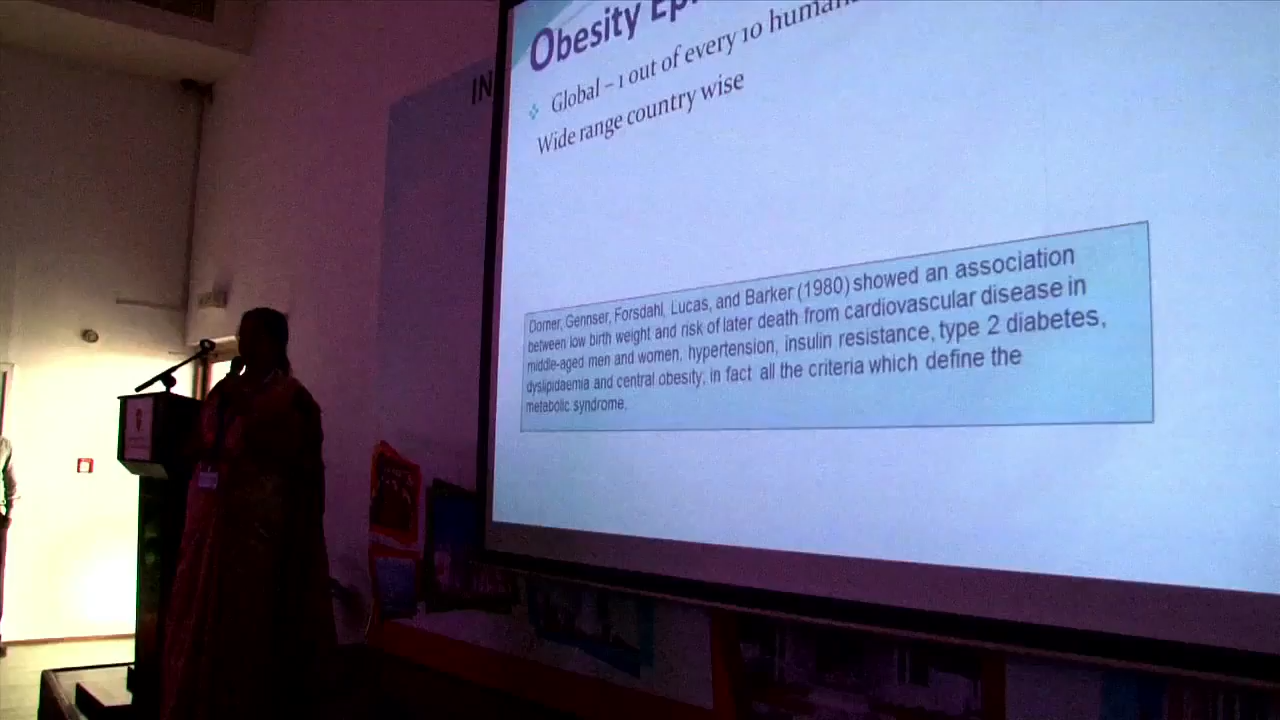 Obesity Ep
Global – 1 out of every 10 human
Wide range country wise
IN
Dorner, Gennser, Forsdahl, Lucas, and Barker (1980) showed an association
between low birth weight and risk of later death from cardiovascular disease in
middle-aged men and women, hypertension, insulin resistance, type 2 diabetes,
dyslipidaemia and central obesity, in fact all the criteria which define the
metabolic syndrome.